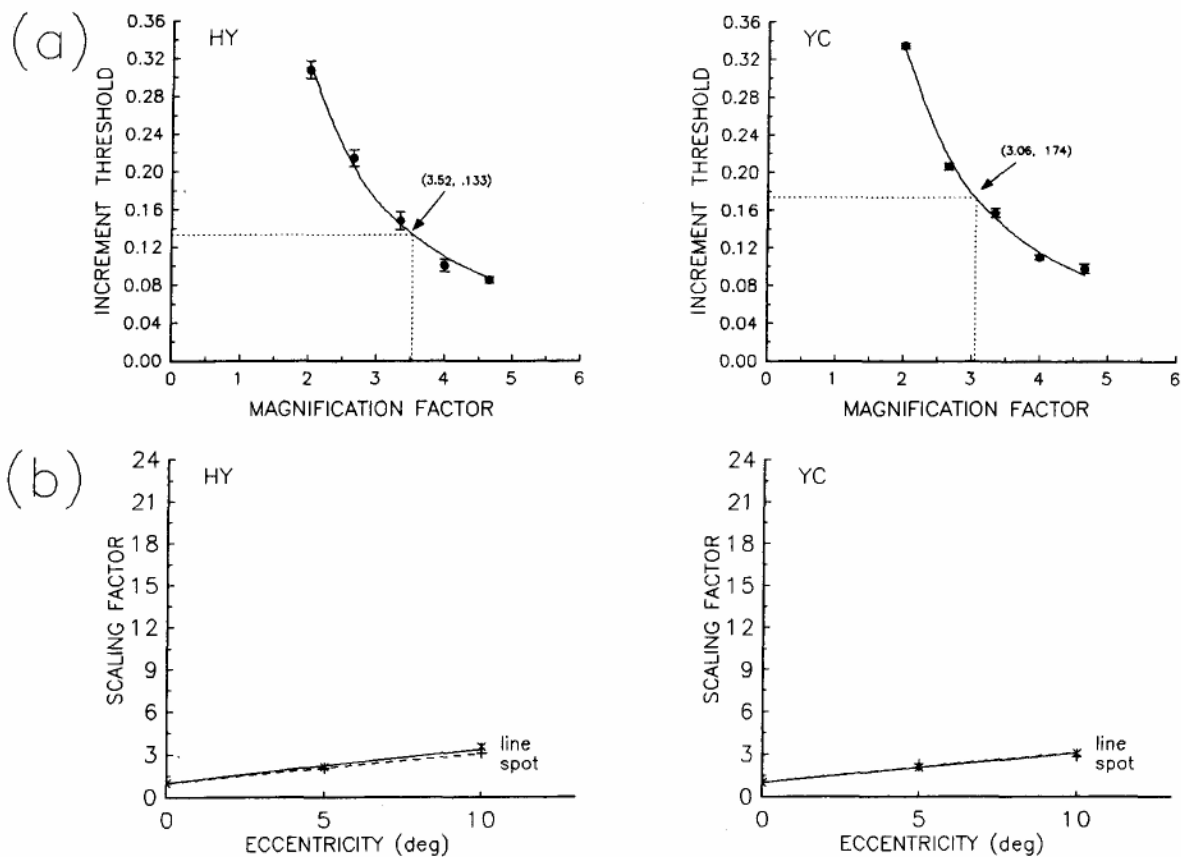 (a)
HY
INCREMENT THRESHOLD
0.36
0.32
0.28
0.24
0.20
0.16
0.12
0.08
0.04
0.00
(3.52, .133)
0 1 2 3 4 5 6
MAGNIFICATION FACTOR
YC
INCREMENT THRESHOLD
0.36
0.32
0.28
0.24
0.20
0.16
0.12
0.08
0.04
0.00
(3.06, 174)
0 1 2 3 4 5 6
MAGNIFICATION FACTOR
(b)
HY
SCALING FACTOR
24
21
18
15
12
9
6
3
0
line
spot
0 5 10
ECCENTRICITY (deg)
YC
SCALING FACTOR
24
21
18
15
12
9
6
3
0
line
spot
0 5 10
ECCENTRICITY (deg)